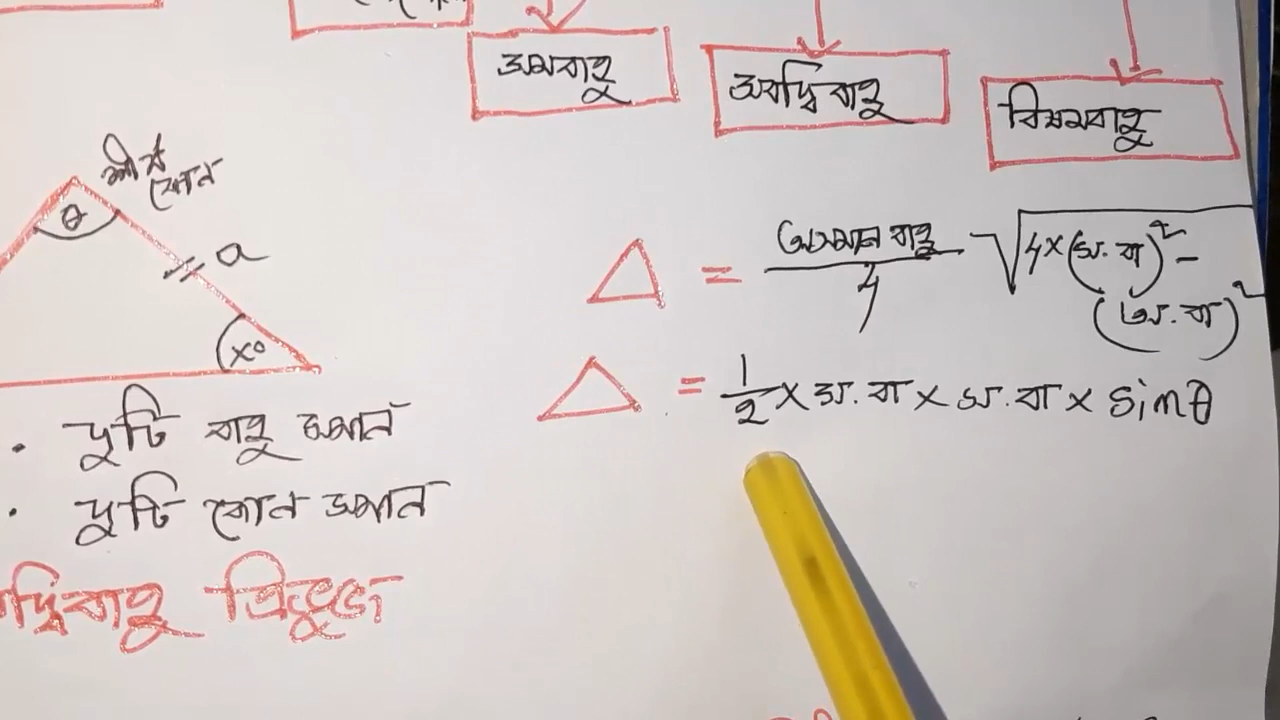 সমবাহু
সমদ্বিবাহু
বিষমবাহু
শীর্ষ
কোন
θ
a
x°
Δ = অসমান বাহু/4 √4×(স.বা)² - (অ.বা)²
Δ = 1/2 × স.বা × স.বা × sinθ
• দুটি বাহু সমান
• দুটি কোন সমান
দ্বিবাহু ত্রিভুজ